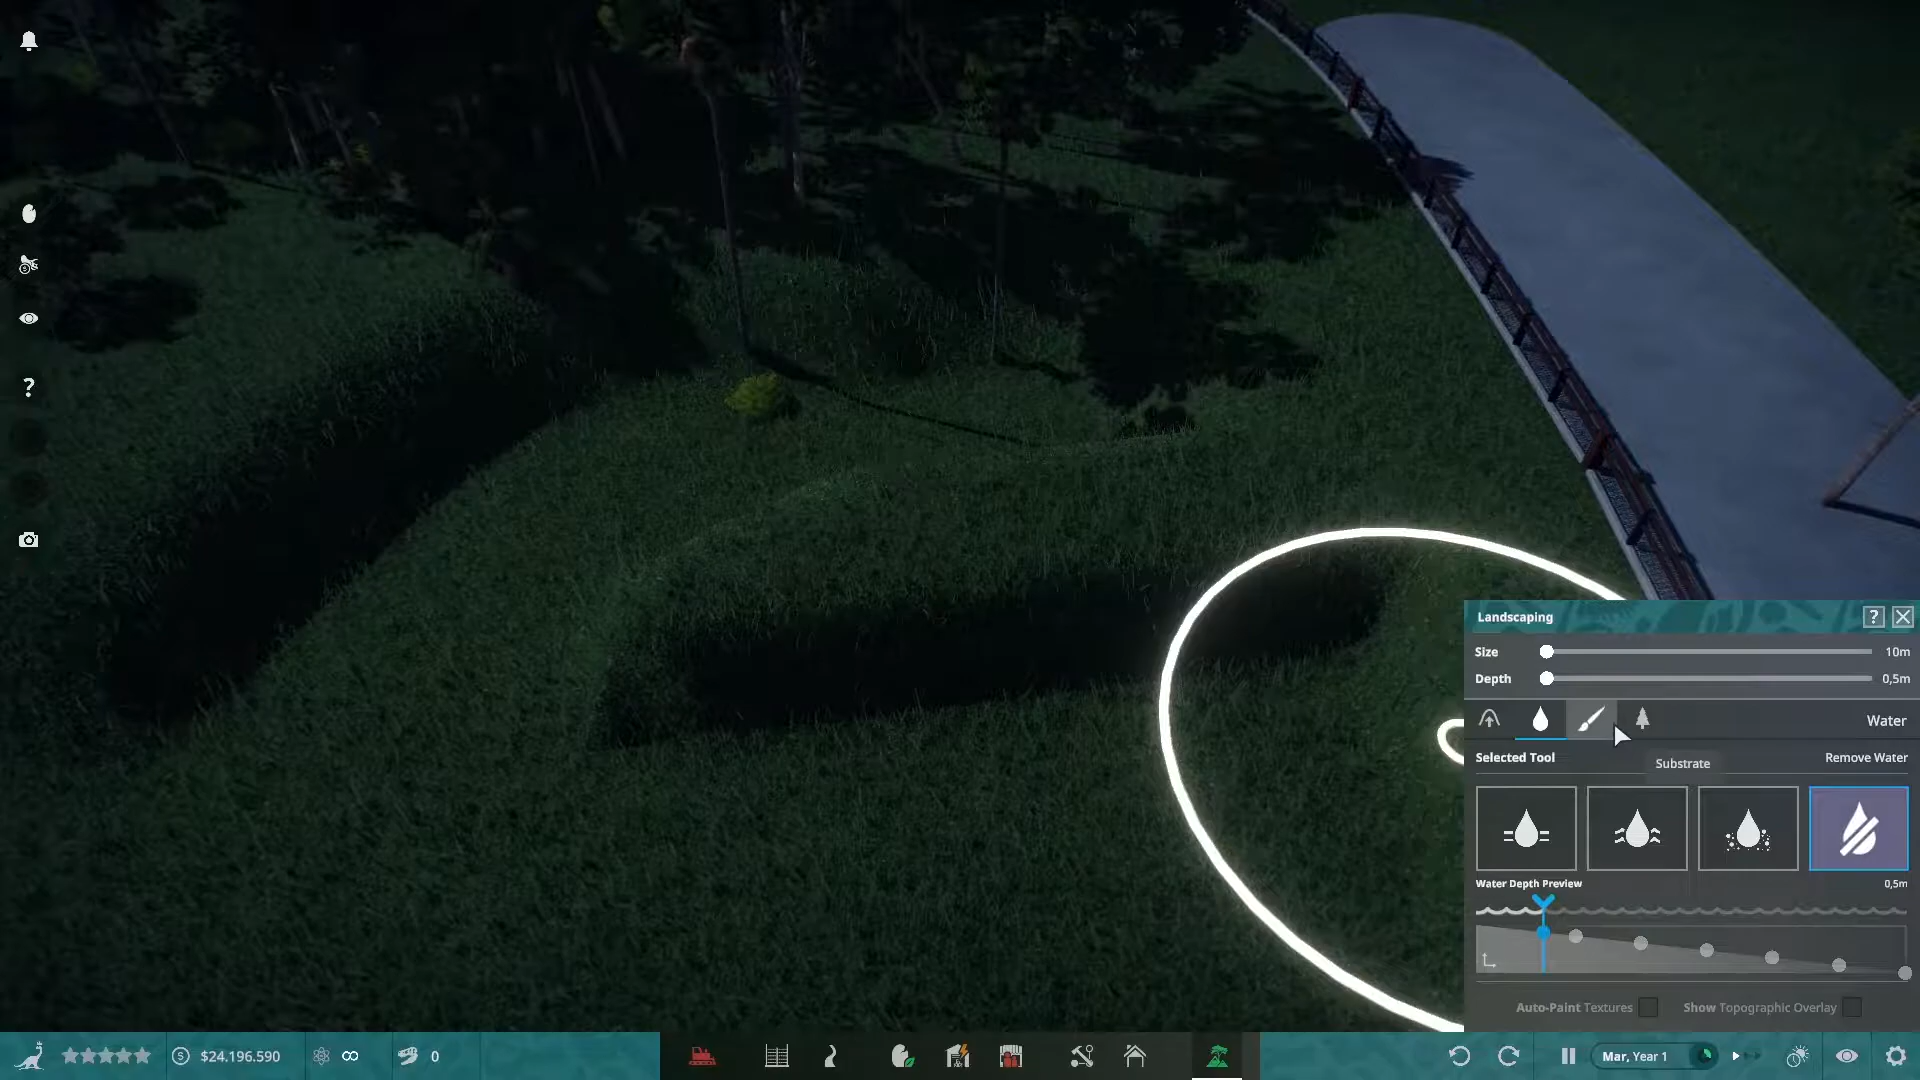 Landscaping
?
Size 10m
Depth 0,5m
Water
Selected Tool Remove Water
Substrate
Water Depth Preview 0,5m
Auto-Paint Textures Show Topographic Overlay
?
$24.196.590 ∞ 0 Mar, Year 1